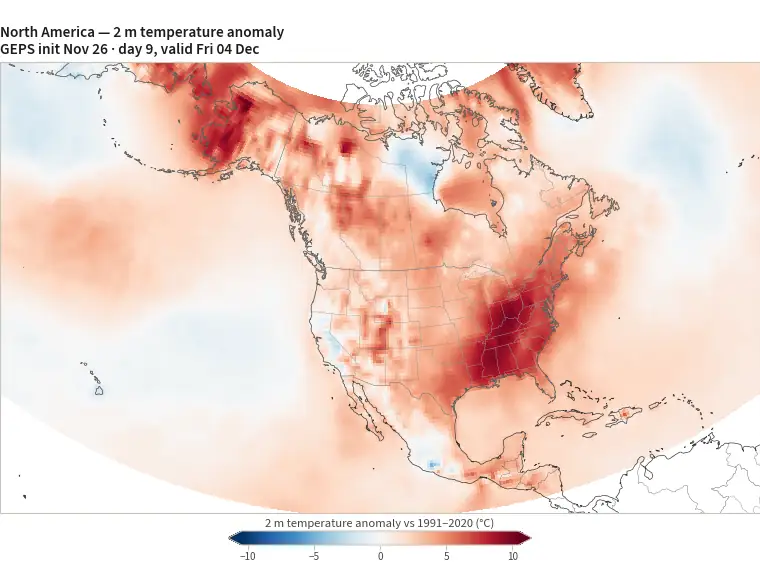 North America — 2 m temperature anomaly
GEPS init Nov 26 · day 9, valid Fri 04 Dec
2 m temperature anomaly vs 1991–2020 (°C)
−10 −5 0 5 10